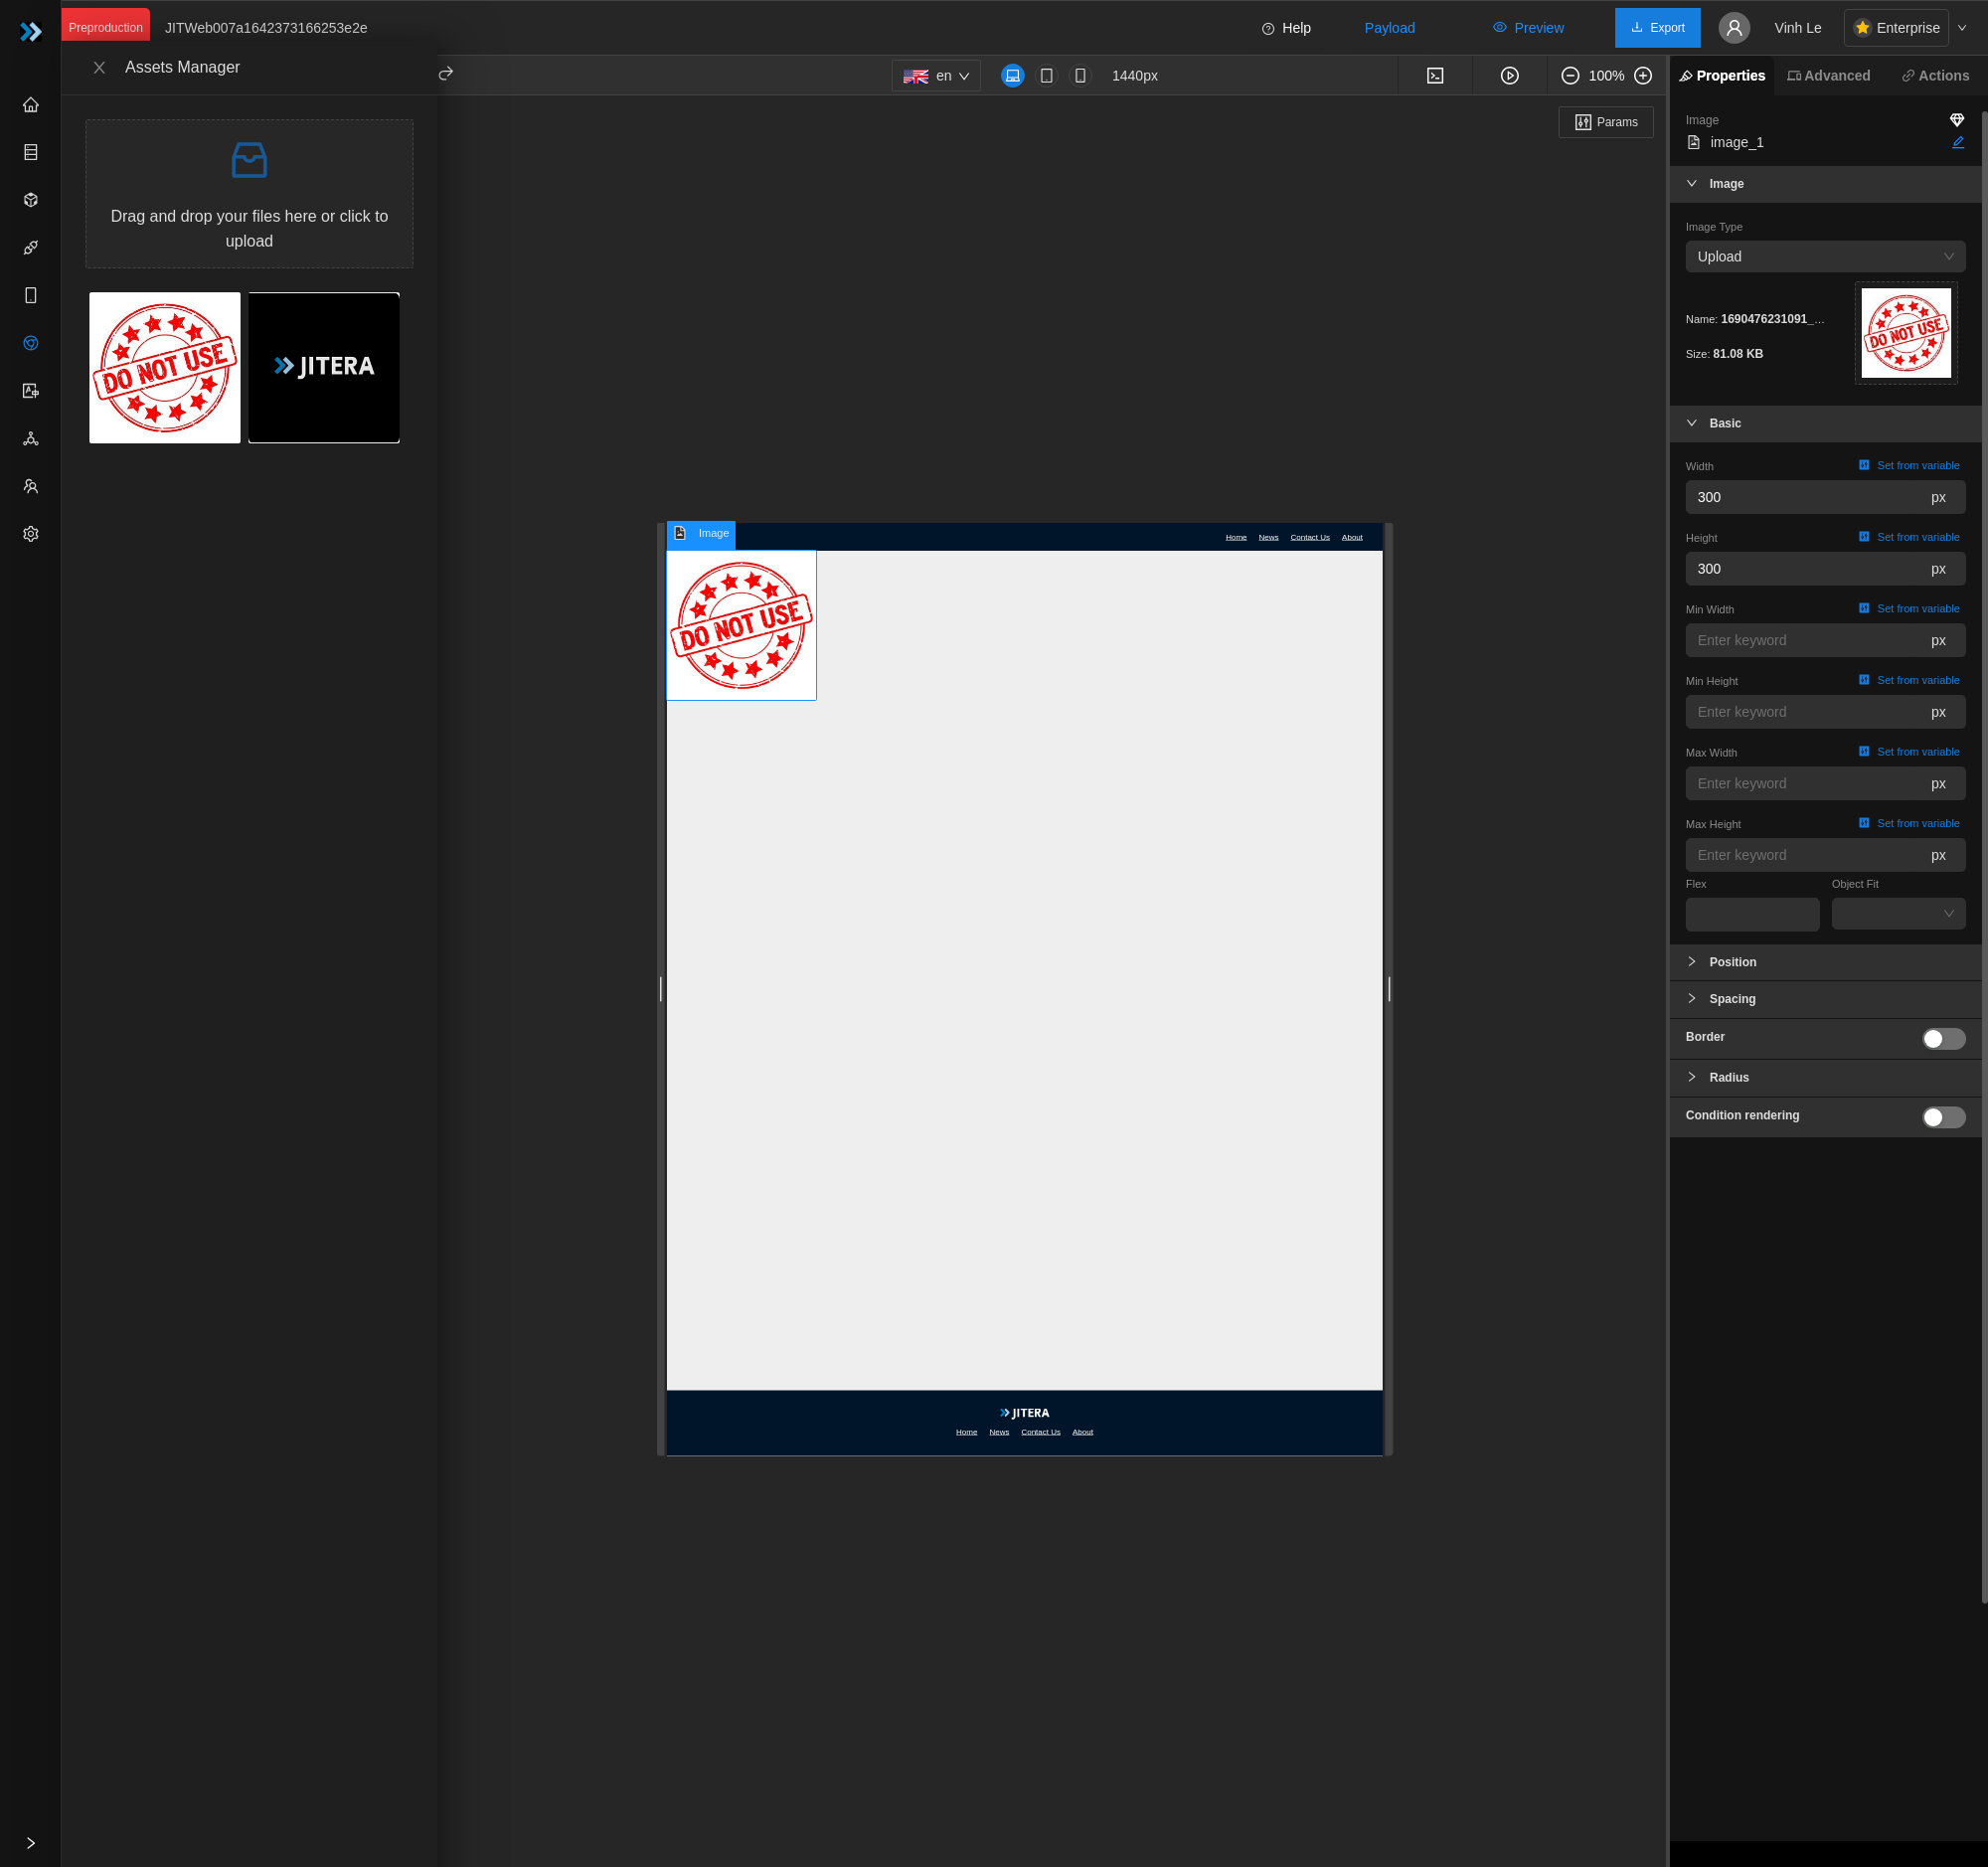 Preproduction
JITWeb007a1642373166253e2e
Help
Payload
Preview
Export
Vinh Le
Enterprise
Assets Manager
en
1440px
100%
Properties
Advanced
Actions
Params
Drag and drop your files here or click to
upload
DO NOT USE
JITERA
Image
Home
News
Contact Us
About
DO NOT USE
JITERA
Home
News
Contact Us
About
Image
image_1
Image
Image Type
Upload
Name: 1690476231091_...
Size: 81.08 KB
DO NOT USE
Basic
Width
Set from variable
300
px
Height
Set from variable
300
px
Min Width
Set from variable
Enter keyword
px
Min Height
Set from variable
Enter keyword
px
Max Width
Set from variable
Enter keyword
px
Max Height
Set from variable
Enter keyword
px
Flex
Object Fit
Position
Spacing
Border
Radius
Condition rendering